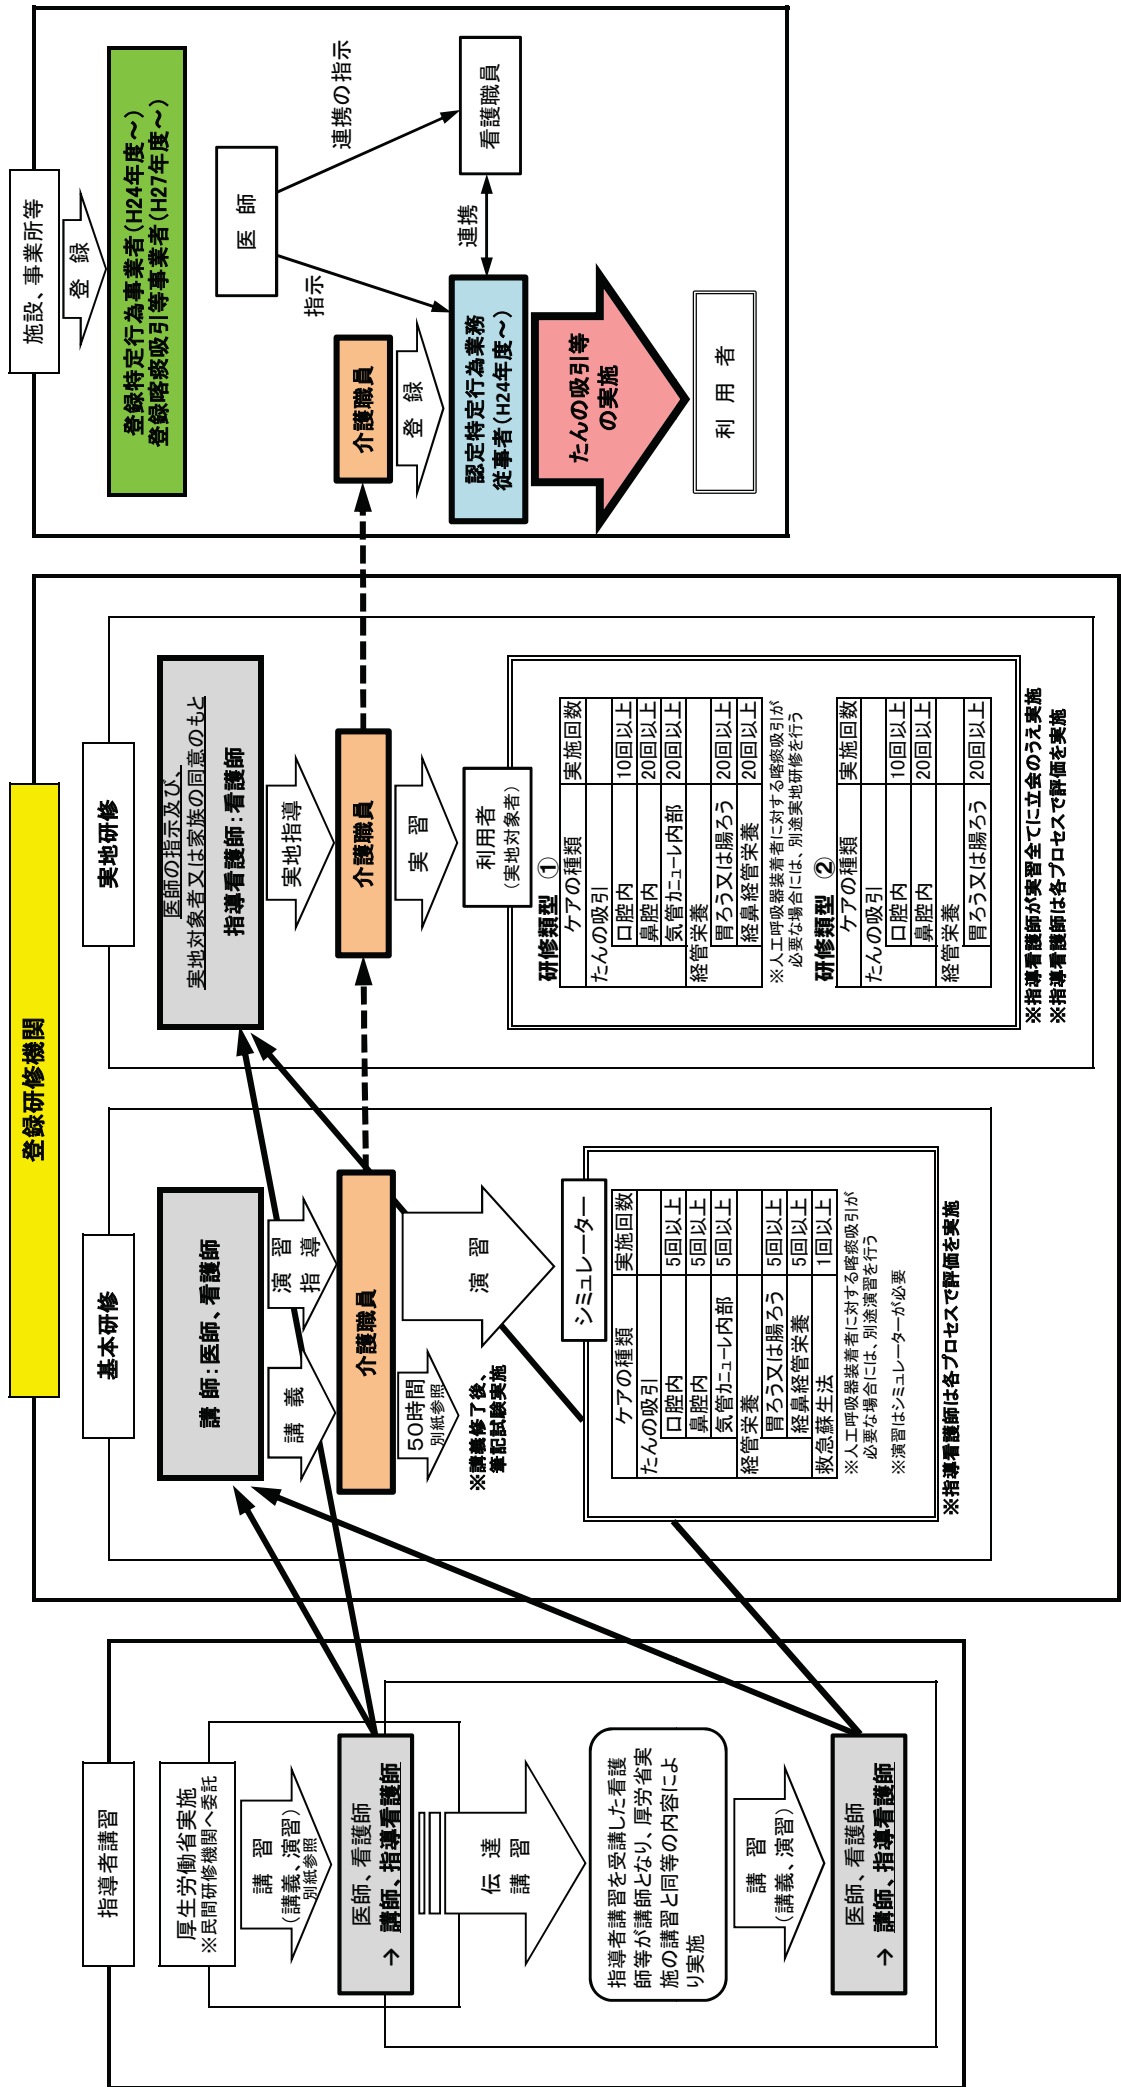 指導者講習
厚生労働省実施
※民間研修機関へ委託
講　習
（講義、演習）
別紙参照
医師、看護師
→ 講師、指導看護師
伝　達
講　習
指導者講習を受講した看護
師等が講師となり、厚労省実
施の講習と同等の内容によ
り実施
講　習
（講義、演習）
医師、看護師
→ 講師、指導看護師
登録研修機関
基本研修
講 師：医師、看護師
講　義
演　習
指　導
介護職員
50時間
別紙参照
※講義修了後、
筆記試験実施
演　習
シミュレーター
ケアの種類 実施回数
たんの吸引
口腔内 5回以上
鼻腔内 5回以上
気管ｶﾆｭｰﾚ内部 5回以上
経管栄養
胃ろう又は腸ろう 5回以上
経鼻経管栄養 5回以上
救急蘇生法 1回以上
※人工呼吸器装着者に対する喀痰吸引が
必要な場合には、別途演習を行う
※演習はシミュレーターが必要
※指導看護師は各プロセスで評価を実施
実地研修
医師の指示及び、
実地対象者又は家族の同意のもと
指導看護師：看護師
実地指導
介護職員
実　習
利用者
（実地対象者）
研修類型　①
ケアの種類 実施回数
たんの吸引
口腔内 10回以上
鼻腔内 20回以上
気管ｶﾆｭｰﾚ内部 20回以上
経管栄養
胃ろう又は腸ろう 20回以上
経鼻経管栄養 20回以上
※人工呼吸器装着者に対する喀痰吸引が
必要な場合には、別途実地研修を行う
研修類型　②
ケアの種類 実施回数
たんの吸引
口腔内 10回以上
鼻腔内 20回以上
経管栄養
胃ろう又は腸ろう 20回以上
※指導看護師が実習全てに立会のうえ実施
※指導看護師は各プロセスで評価を実施
施設、事業所等
登　録
登録特定行為事業者（H24年度～）
登録喀痰吸引等事業者（H27年度～）
医　師
指示
連携の指示
介護職員
登　録
認定特定行為業務
従事者（H24年度～）
連携
看護職員
たんの吸引等
の実施
利　用　者